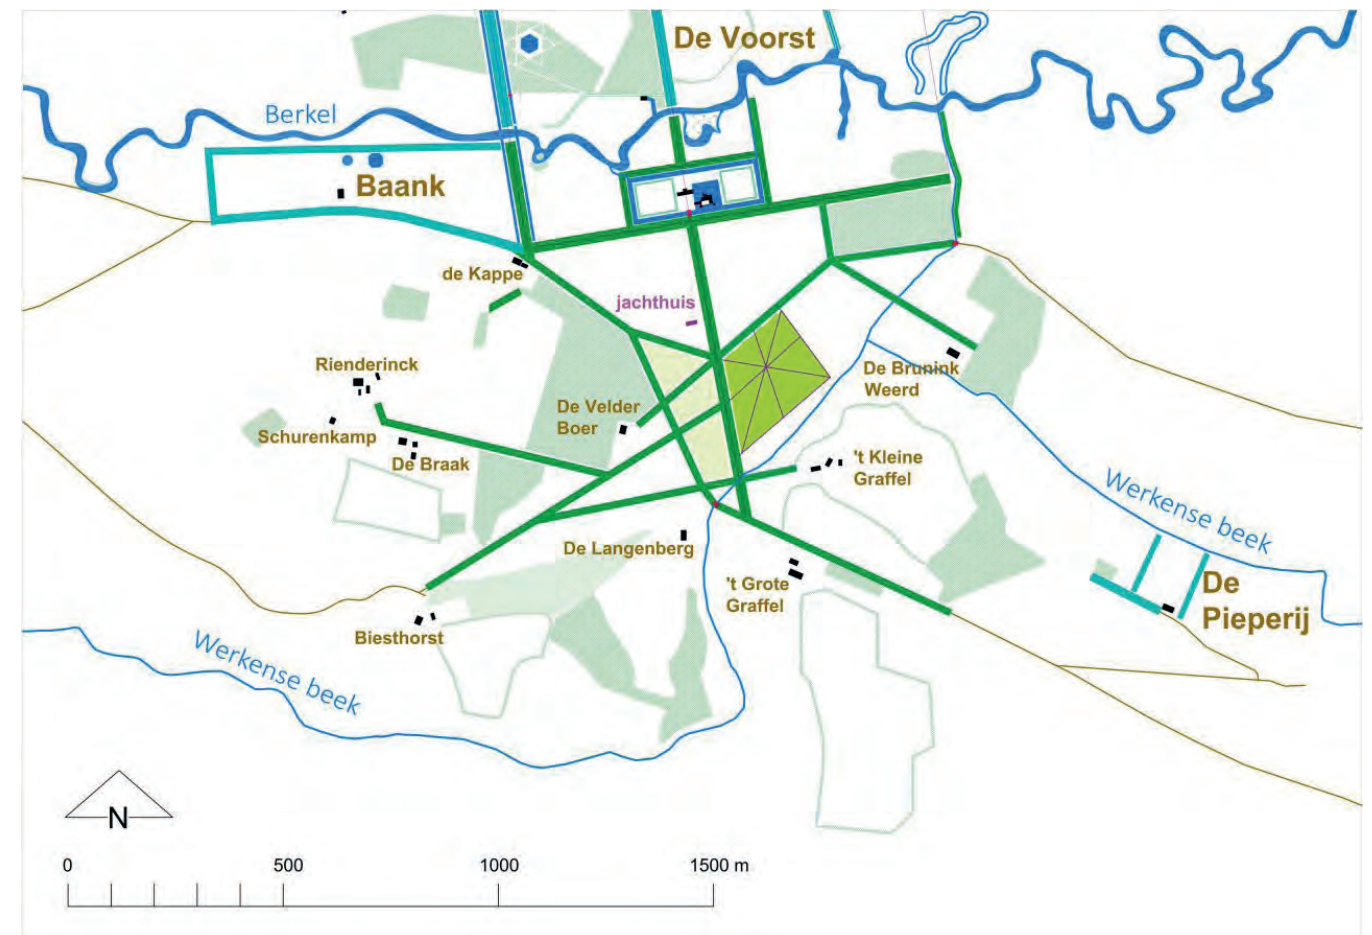 De Voorst
Berkel
Baank
de Kappe
jachthuis
Rienderinck
De Brunink
Weerd
De Velder
Boer
Schurenkamp
De Braak
't Kleine
Graffel
Werkense beek
De Langenberg
't Grote
Graffel
De
Pieperij
Biesthorst
Werkense beek
N
0 500 1000 1500 m